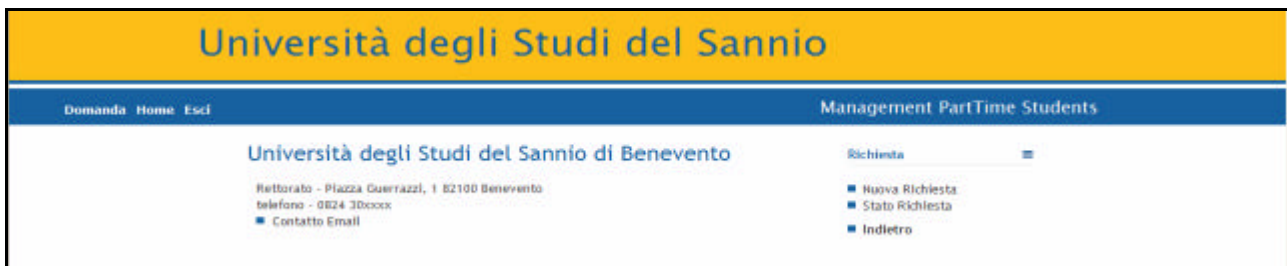 Università degli Studi del Sannio
Domanda Home Esci
Management PartTime Students
Università degli Studi del Sannio di Benevento
Rettorato - Piazza Guerrazzi, 1 82100 Benevento
telefono - 0824 30xxxx
Contatto Email
Richiesta
Nuova Richiesta
Stato Richiesta
Indietro